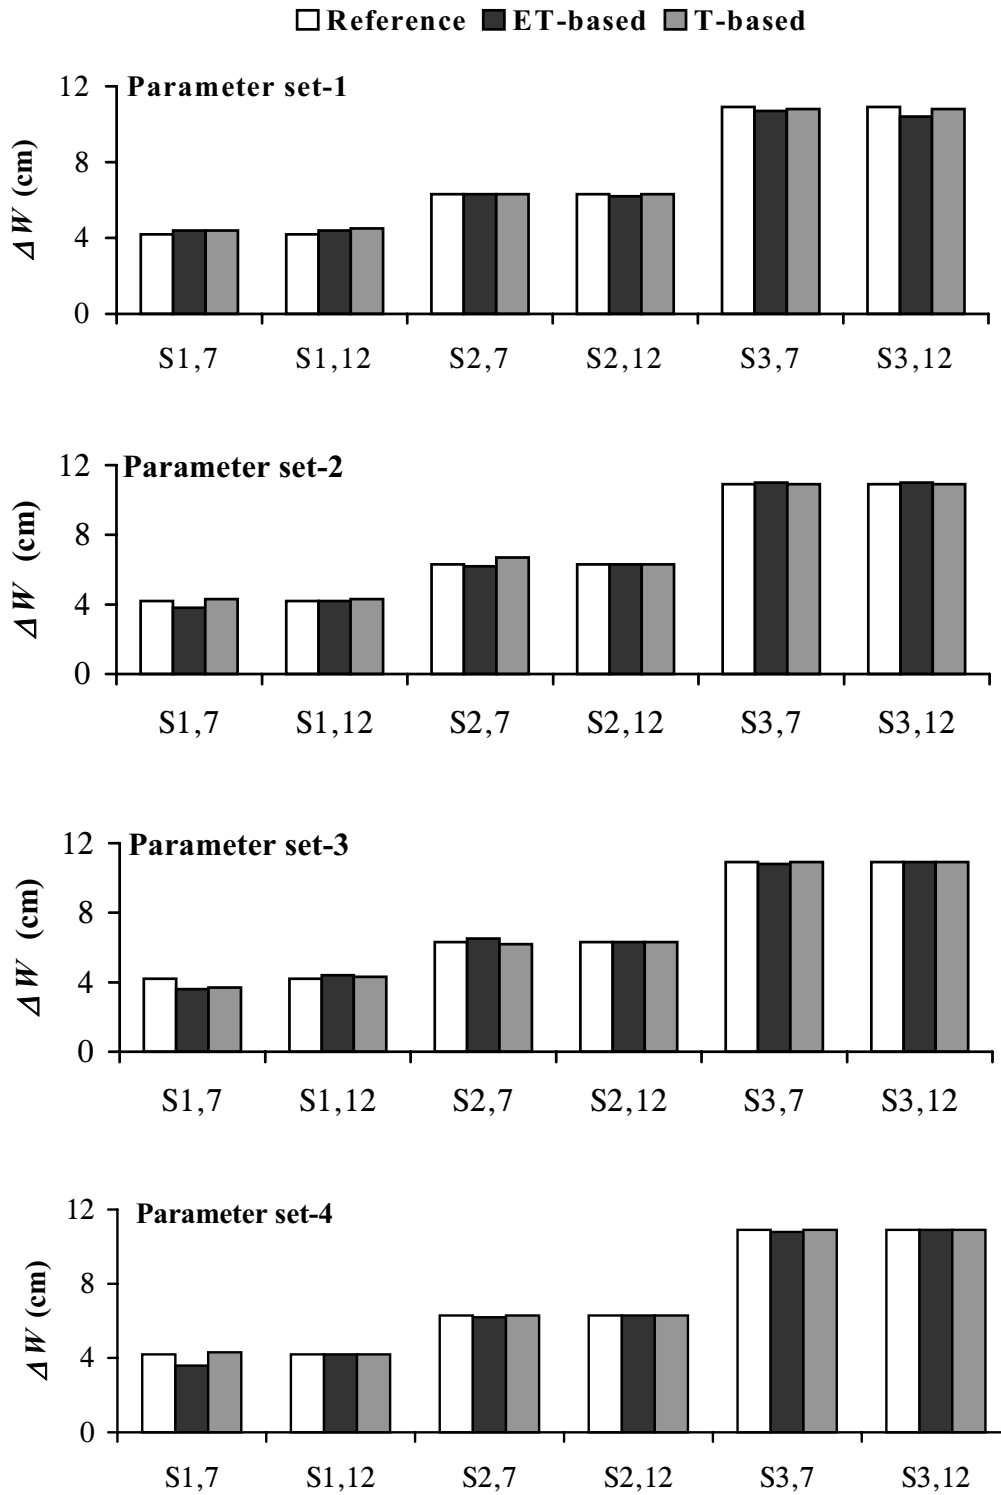 Reference ET-based T-based
Parameter set-1
12
8
4
0
ΔW (cm)
S1,7 S1,12 S2,7 S2,12 S3,7 S3,12
Parameter set-2
12
8
4
0
ΔW (cm)
S1,7 S1,12 S2,7 S2,12 S3,7 S3,12
Parameter set-3
12
8
4
0
ΔW (cm)
S1,7 S1,12 S2,7 S2,12 S3,7 S3,12
Parameter set-4
12
8
4
0
ΔW (cm)
S1,7 S1,12 S2,7 S2,12 S3,7 S3,12